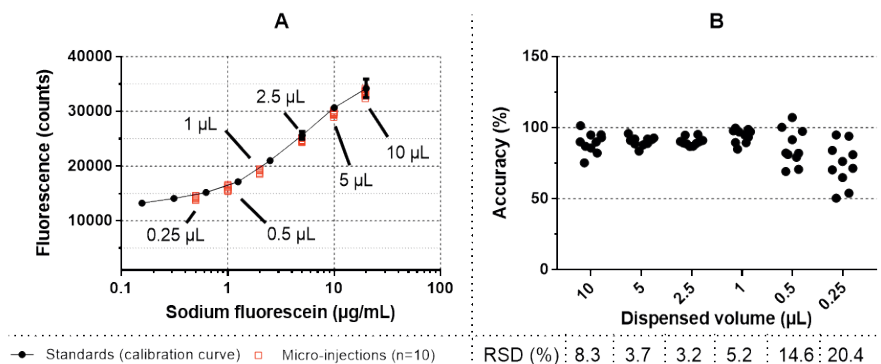 A
Fluorescence (counts)
40000
30000
20000
10000
0.25 µL
0.5 µL
1 µL
2.5 µL
5 µL
10 µL
0.1
1
10
100
Sodium fluorescein (µg/mL)
Standards (calibration curve)
Micro-injections (n=10)
B
Accuracy (%)
150
100
50
0
10
5
2.5
1
0.5
0.25
Dispensed volume (µL)
RSD (%) 8.3 3.7 3.2 5.2 14.6 20.4